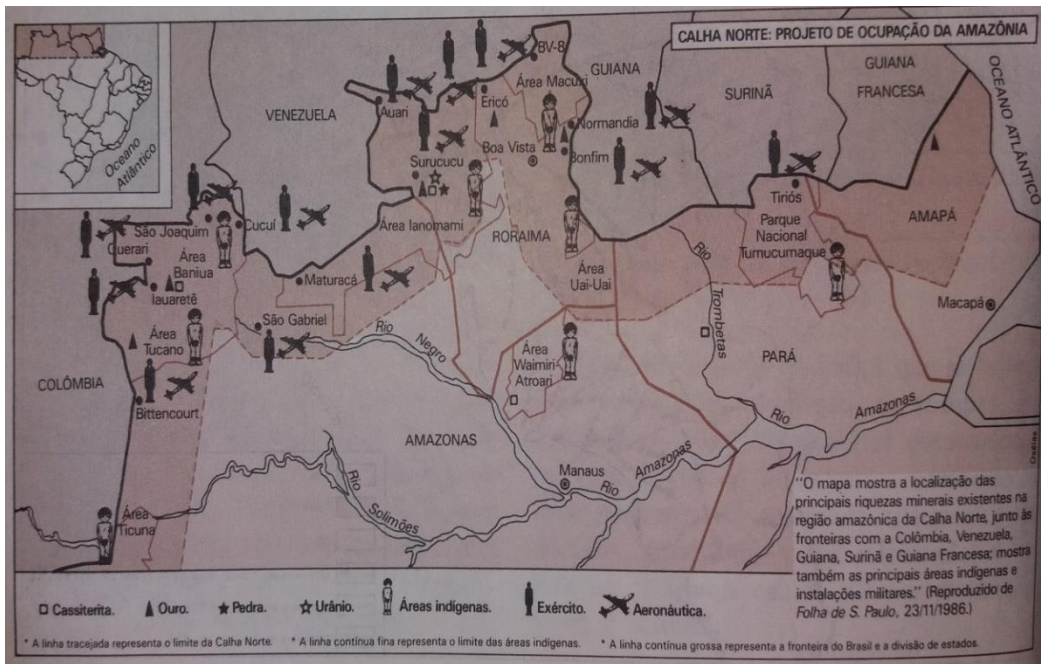 CALHA NORTE: PROJETO DE OCUPAÇÃO DA AMAZÔNIA
Oceano
Atlântico
VENEZUELA
BV-8
GUIANA
SURINÃ
GUIANA
FRANCESA
OCEANO ATLÂNTICO
Auari
Ericó
Área Macuxi
Normandia
Surucucu
Boa Vista
Bonfim
Tiriós
São Joaquim
Cucuí
Área Ianomami
RORAIMA
Parque
Nacional
Tumucumaque
AMAPÁ
Querari
Área
Baniua
Iauaretê
Maturacá
Área
Uai-Uai
Rio
Trombetas
Macapá
São Gabriel
Rio
Negro
Área
Tucano
Área
Waimiri-
Atroari
PARÁ
COLÔMBIA
Bittencourt
AMAZONAS
Rio
Amazonas
Manaus
Rio
Amazonas
Área
Ticuna
Rio
Solimões
"O mapa mostra a localização das
principais riquezas minerais existentes na
região amazônica da Calha Norte, junto às
fronteiras com a Colômbia, Venezuela,
Guiana, Surinã e Guiana Francesa; mostra
também as principais áreas indígenas e
instalações militares." (Reproduzido de
Folha de S. Paulo, 23/11/1986.)
Cassiterita. Ouro. Pedra. Urânio. Áreas indígenas. Exército. Aeronáutica.
* A linha tracejada representa o limite da Calha Norte. * A linha contínua fina representa o limite das áreas indígenas. * A linha contínua grossa representa a fronteira do Brasil e a divisão de estados.